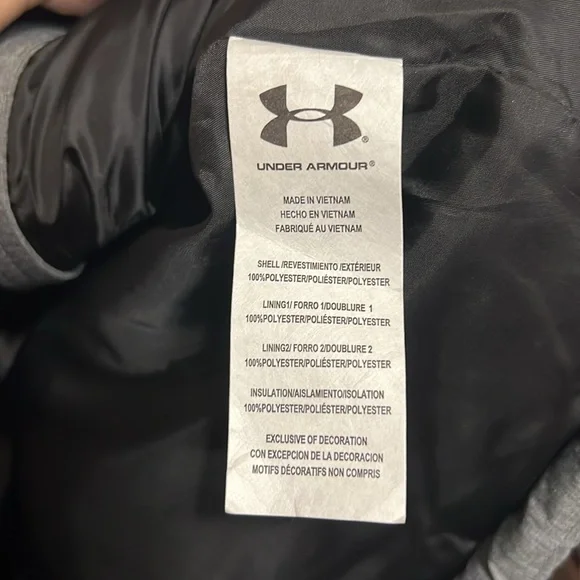 UNDER ARMOUR®
MADE IN VIETNAM
HECHO EN VIETNAM
FABRIQUÉ AU VIETNAM
SHELL /REVESTIMIENTO /EXTÉRIEUR
100%POLYESTER/POLIÉSTER/POLYESTER
LINING1/ FORRO 1/DOUBLURE 1
100%POLYESTER/POLIÉSTER/POLYESTER
LINING2/ FORRO 2/DOUBLURE 2
100%POLYESTER/POLIÉSTER/POLYESTER
INSULATION/AISLAMIENTO/ISOLATION
100%POLYESTER/POLIÉSTER/POLYESTER
EXCLUSIVE OF DECORATION
CON EXCEPCION DE LA DECORACION
MOTIFS DÉCORATIFS NON COMPRIS